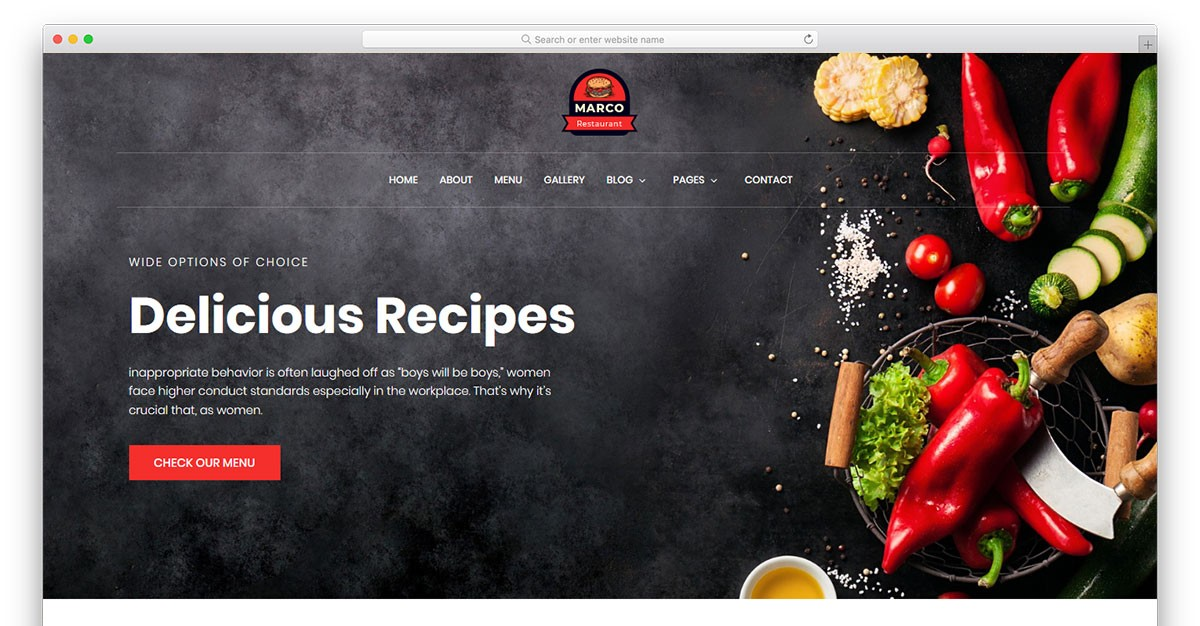 Search or enter website name
MARCO
Restaurant
HOME ABOUT MENU GALLERY BLOG PAGES CONTACT
WIDE OPTIONS OF CHOICE
Delicious Recipes
inappropriate behavior is often laughed off as "boys will be boys," women
face higher conduct standards especially in the workplace. That's why it's
crucial that, as women.
CHECK OUR MENU